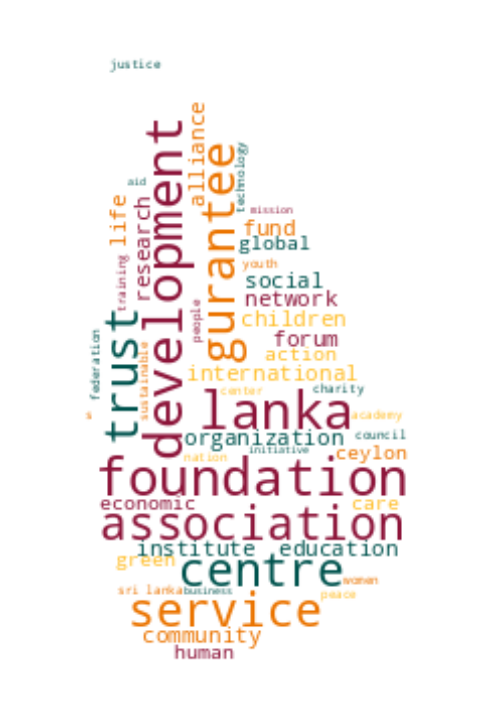 justice
alliance
development
gurantee
technology
aid
life
research
mission
fund
global
training
youth
social
network
people
trust
children
federation
forum
sustainable
action
international
center
charity
lanka
s
academy
organization
council
initiative
ceylon
nation
foundation
economic
care
association
institute
education
green
centre
women
sri lanka
business
peace
service
community
human